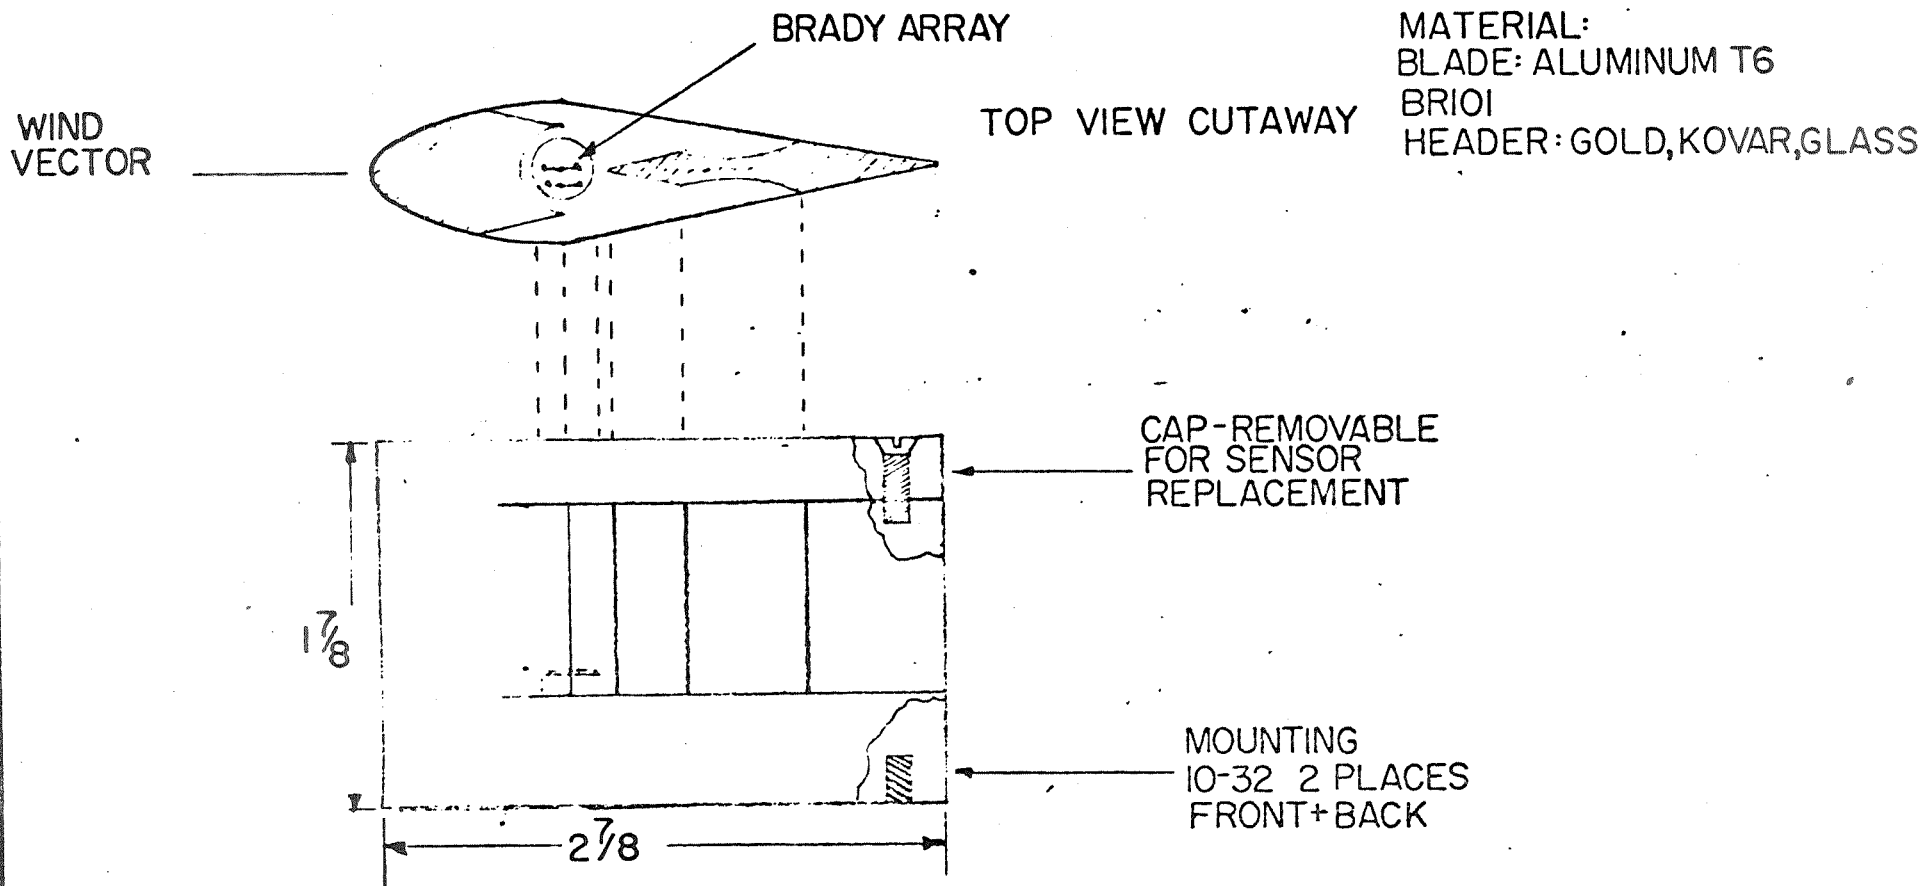 BRADY ARRAY
MATERIAL:
BLADE: ALUMINUM T6
BR101
HEADER: GOLD, KOVAR, GLASS
WIND
VECTOR
TOP VIEW CUTAWAY
CAP-REMOVABLE
FOR SENSOR
REPLACEMENT
1 7/8
MOUNTING
10-32 2 PLACES
FRONT+BACK
2 7/8